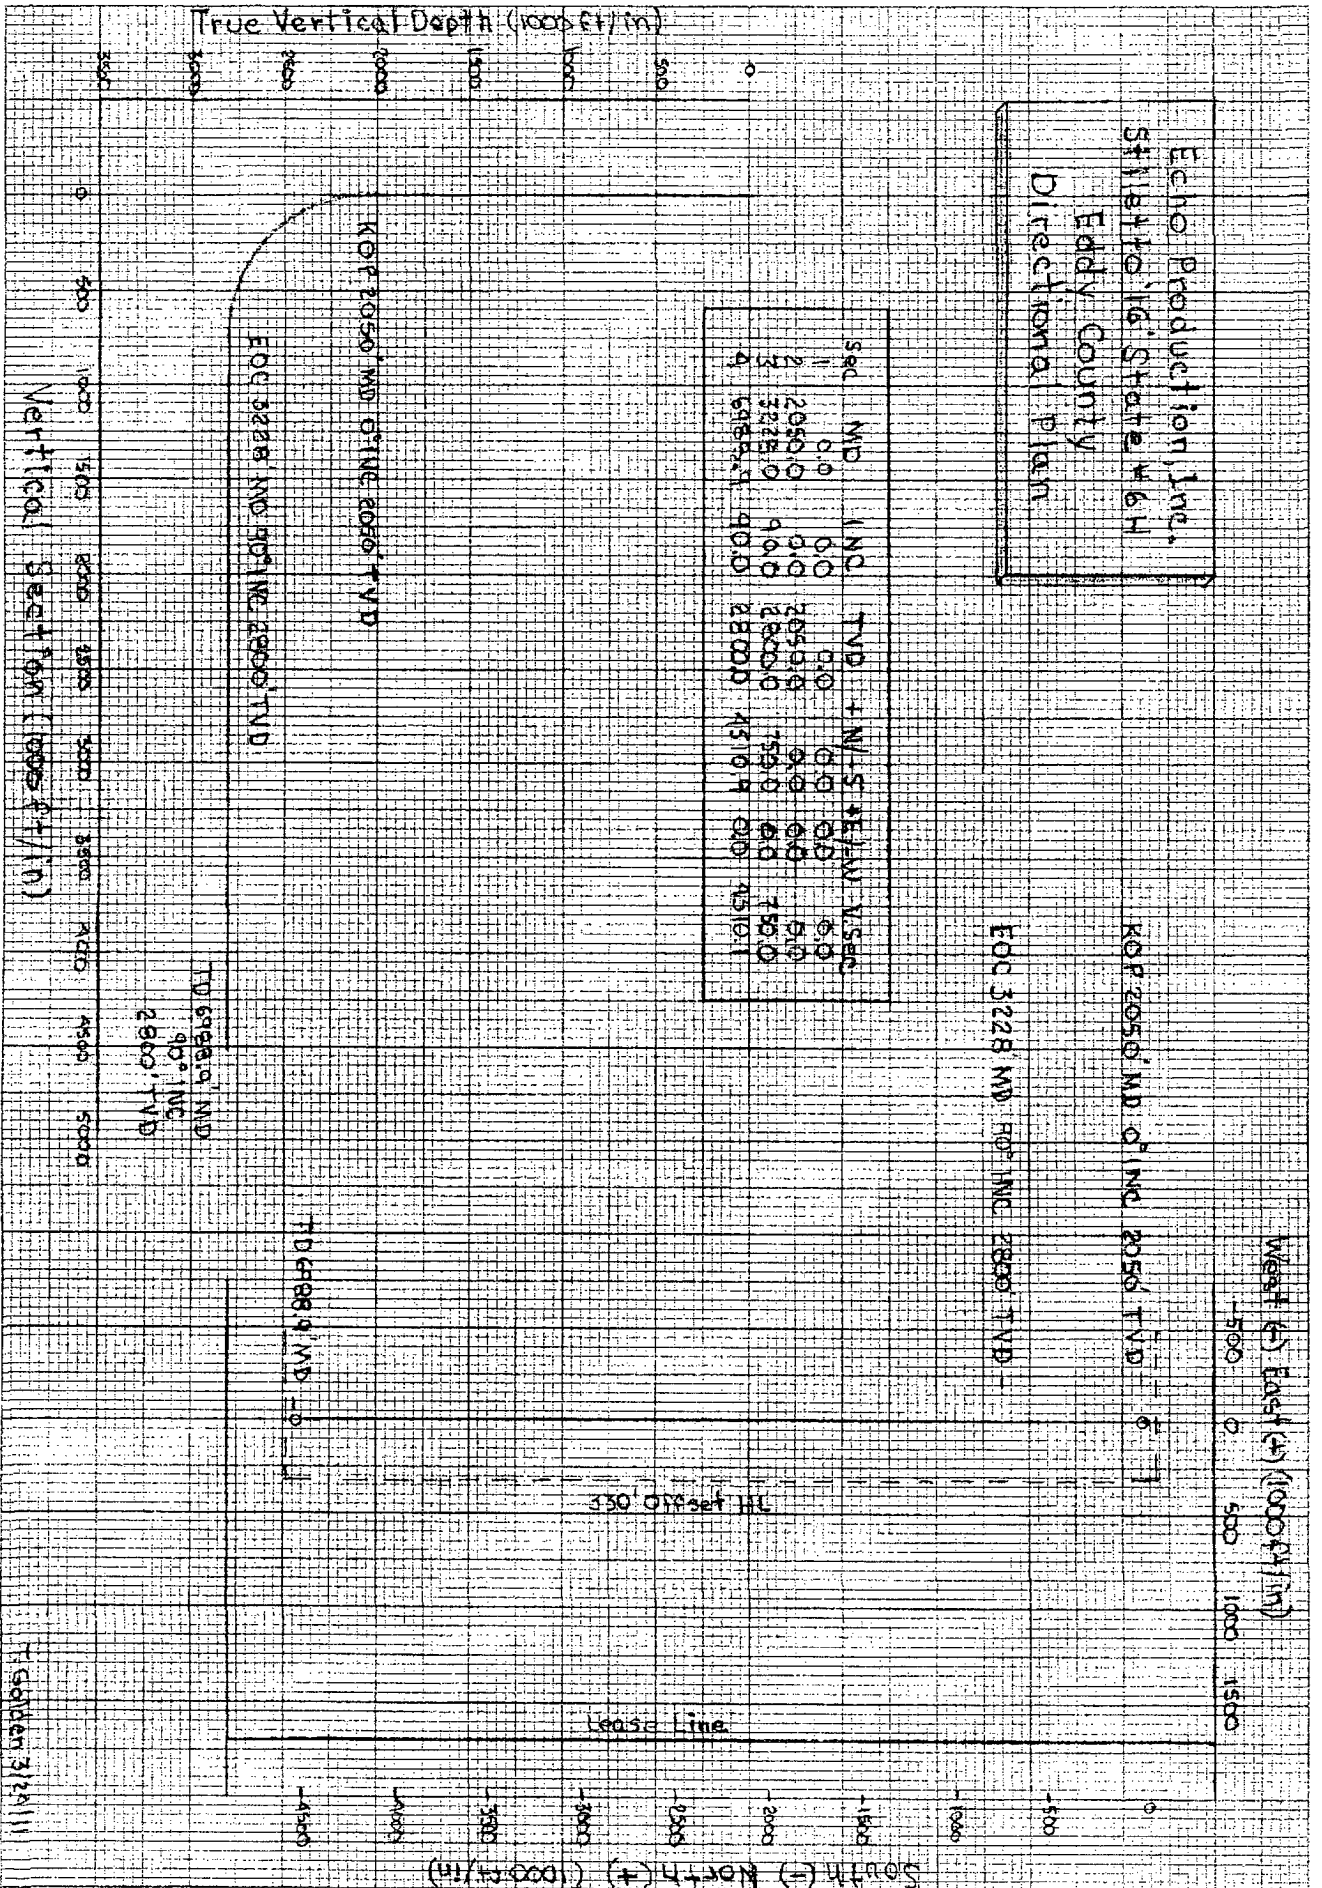 Echo Production, Inc.
Stilletto '16' State #6H
Eddy County
Directional Plan
West (-) East (+) (1000 ft/in)
-500 0 500 1000 1500
KOP 2050' MD 0° INC 2050' TVD
EOC 3228' MD 90° INC 2800' TVD
Sec MD INC TVD +N/-S +E/-W V.Sec
1 0.0 0.0 0.0 0.0 0.0 0.0
2 2050.0 0.0 2050.0 0.0 0.0 0.0
3 3228.0 90.0 2800.0 750.0 0.0 750.0
4 6988.9 90.0 2800.0 4510.9 0.0 4510.1
TD 6988.9' MD
330' Offset HL
Lease Line
0
-500
-1000
-1500
-2000
-2500
-3000
-3500
-4000
-4500
South (-) North (+) (1000 ft/in)
True Vertical Depth (1000 ft/in)
0
500
1000
1500
2000
2500
3000
3500
KOP 2050' MD 0° INC 2050' TVD
EOC 3228' MD 90° INC 2800' TVD
TD 6988.9' MD
90° INC
2800' TVD
0 500 1000 1500 2000 2500 3000 3500 4000 4500 5000
Vertical Section (1000 ft/in)